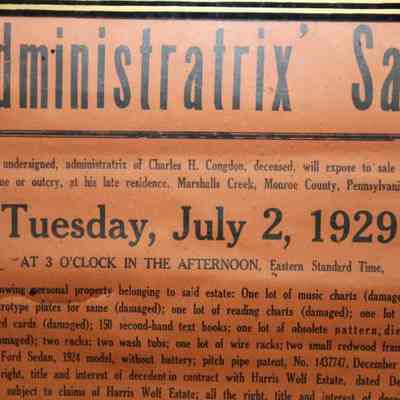 dministratrix' Sa
undersigned, administratrix of Charles H. Congdon, deceased, will expose to sale
ue or outcry, at his late residence, Marshalls Creek, Monroe County, Pennsylvani
Tuesday, July 2, 1929
AT 3 O'CLOCK IN THE AFTERNOON, Eastern Standard Time,
owing personal property belonging to said estate: One lot of music charts (damage
rotype plates for same (damaged); one lot of reading charts (damaged); one lot
rd cards (damaged); 150 second-hand text books; one lot of obsolete pattern, die
maged); two racks; two wash tubs; one lot of wire racks; two small redwood fram
Ford Sedan, 1924 model, without battery; pitch pipe patent, No. 1437747, December
right, title and interest of decedent in contract with Harris Wolf Estate, dated De
subject to claims of Harris Wolf Estate; all the right, title and interest of d